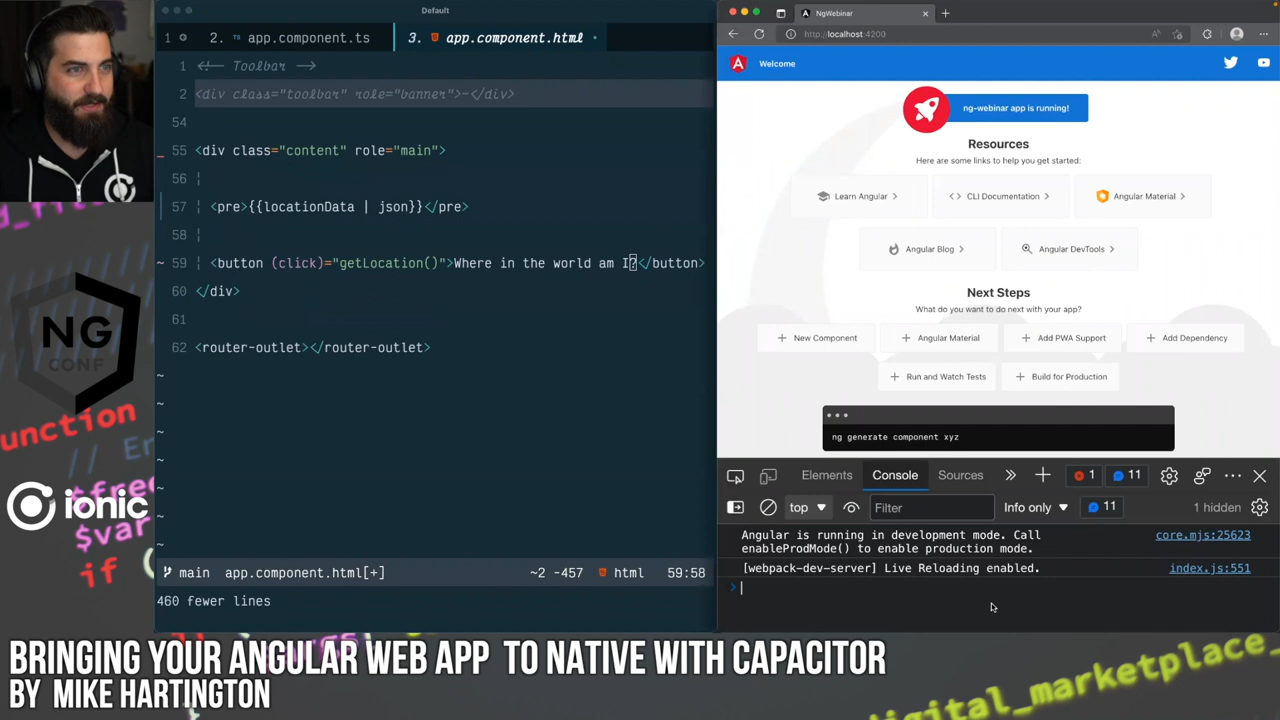 Default
1 2. TS app.component.ts 3. app.component.html
1 <!-- Toolbar -->
2 <div class="toolbar" role="banner">-</div>
54
55 <div class="content" role="main">
56
57 <pre>{{locationData | json}}</pre>
58
~ 59 <button (click)="getLocation()">Where in the world am I?</button>
60 </div>
61
62 <router-outlet></router-outlet>
~
~
~
~
~
~
~
main app.component.html[+] ~2 -457 html 59:58
460 fewer lines
NgWebinar
http://localhost:4200
Welcome
ng-webinar app is running!
Resources
Here are some links to help you get started:
Learn Angular
CLI Documentation
Angular Material
Angular Blog
Angular DevTools
Next Steps
What do you want to do next with your app?
New Component
Angular Material
Add PWA Support
Add Dependency
Run and Watch Tests
Build for Production
ng generate component xyz
Elements Console Sources 1 11
top Filter Info only 11 1 hidden
Angular is running in development mode. Call core.mjs:25623
enableProdMode() to enable production mode.
[webpack-dev-server] Live Reloading enabled. index.js:551
>
NG
CONF
function
ionic
$var
if (
BRINGING YOUR ANGULAR WEB APP TO NATIVE WITH CAPACITOR
BY MIKE HARTINGTON